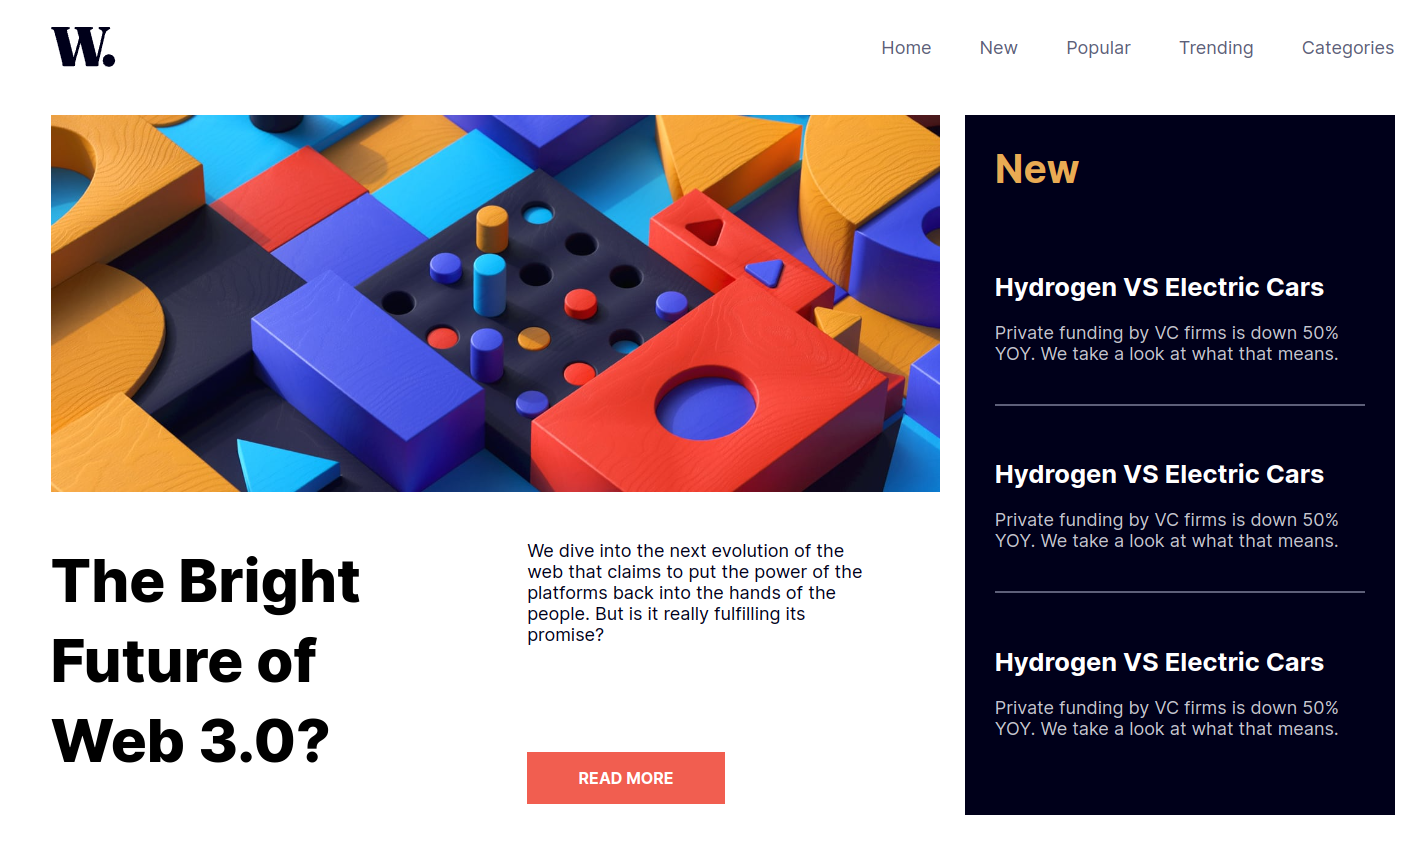 W.
Home New Popular Trending Categories
The Bright
Future of
Web 3.0?
We dive into the next evolution of the
web that claims to put the power of the
platforms back into the hands of the
people. But is it really fulfilling its
promise?
READ MORE
New
Hydrogen VS Electric Cars
Private funding by VC firms is down 50%
YOY. We take a look at what that means.
Hydrogen VS Electric Cars
Private funding by VC firms is down 50%
YOY. We take a look at what that means.
Hydrogen VS Electric Cars
Private funding by VC firms is down 50%
YOY. We take a look at what that means.